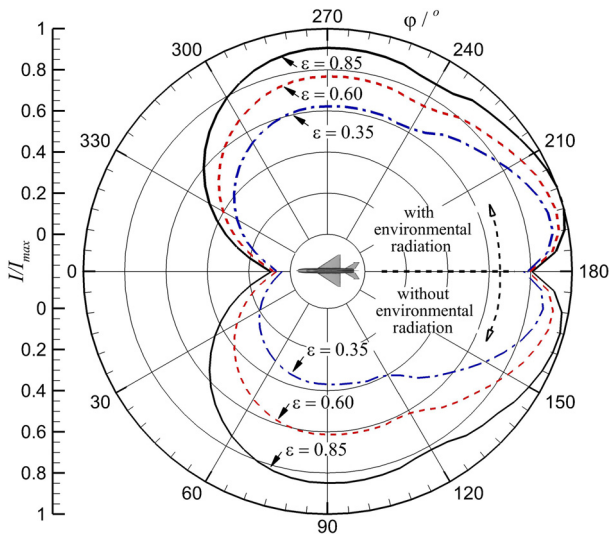 270
φ / °
300
240
ε = 0.85
ε = 0.60
ε = 0.35
330
210
with
environmental
radiation
0
180
without
environmental
radiation
ε = 0.35
ε = 0.60
ε = 0.85
30
150
60
120
90
I/Imax
1
0.8
0.6
0.4
0.2
0
0
0.2
0.4
0.6
0.8
1